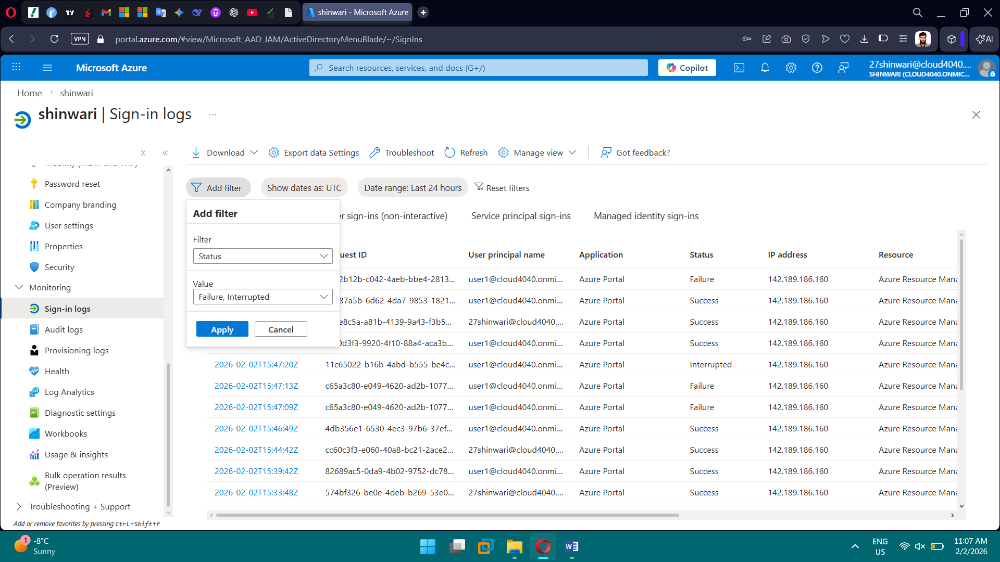 shinwari - Microsoft Azure
VPN
portal.azure.com/#view/Microsoft_AAD_IAM/ActiveDirectoryMenuBlade/~/SignIns
AI
Microsoft Azure
Search resources, services, and docs (G+/)
Copilot
27shinwari@cloud4040....
SHINWARI (CLOUD4040.ONMIC...
Home > shinwari
shinwari | Sign-in logs ...
Download
Export data Settings
Troubleshoot
Refresh
Manage view
Got feedback?
Password reset
Company branding
User settings
Properties
Security
Monitoring
Sign-in logs
Audit logs
Provisioning logs
Health
Log Analytics
Diagnostic settings
Workbooks
Usage & insights
Bulk operation results
(Preview)
Troubleshooting + Support
Add or remove favorites by pressing Ctrl+Shift+F
Add filter
Show dates as: UTC
Date range: Last 24 hours
Reset filters
Add filter
Filter
Status
Value
Failure, Interrupted
Apply
Cancel
er sign-ins (non-interactive)
Service principal sign-ins
Managed identity sign-ins
uest ID User principal name Application Status IP address Resource
2b12b-c042-4aeb-bbe4-2813... user1@cloud4040.onmi... Azure Portal Failure 142.189.186.160 Azure Resource Mana
87a5b-6d62-4da7-9853-1821... user1@cloud4040.onmi... Azure Portal Success 142.189.186.160 Azure Resource Mana
e8c5a-a81b-4139-9a43-f3b5... 27shinwari@cloud4040.... Azure Portal Success 142.189.186.160 Azure Resource Mana
0d3f3-9920-4f10-88a4-aca3b... user1@cloud4040.onmi... Azure Portal Success 142.189.186.160 Azure Resource Mana
2026-02-02T15:47:20Z 11c65022-b16b-4abd-b555-be4c... user1@cloud4040.onmi... Azure Portal Interrupted 142.189.186.160 Azure Resource Mana
2026-02-02T15:47:13Z c65a3c80-e049-4620-ad2b-1077... user1@cloud4040.onmi... Azure Portal Failure 142.189.186.160 Azure Resource Mana
2026-02-02T15:47:09Z c65a3c80-e049-4620-ad2b-1077... user1@cloud4040.onmi... Azure Portal Failure 142.189.186.160 Azure Resource Mana
2026-02-02T15:46:49Z 4db356e1-6530-4ec3-97b6-37ef... user1@cloud4040.onmi... Azure Portal Success 142.189.186.160 Azure Resource Mana
2026-02-02T15:44:42Z cc60c3f3-e060-40a8-bc21-2ace2... 27shinwari@cloud4040.... Azure Portal Success 142.189.186.160 Azure Resource Mana
2026-02-02T15:39:42Z 82689ac5-0da9-4b02-9752-dc78... user1@cloud4040.onmi... Azure Portal Success 142.189.186.160 Azure Resource Mana
2026-02-02T15:33:48Z 574bf326-be0e-4deb-b269-53e0... 27shinwari@cloud4040.... Azure Portal Success 142.189.186.160 Azure Resource Mana
1
-8°C
Sunny
ENG
US
11:07 AM
2/2/2026